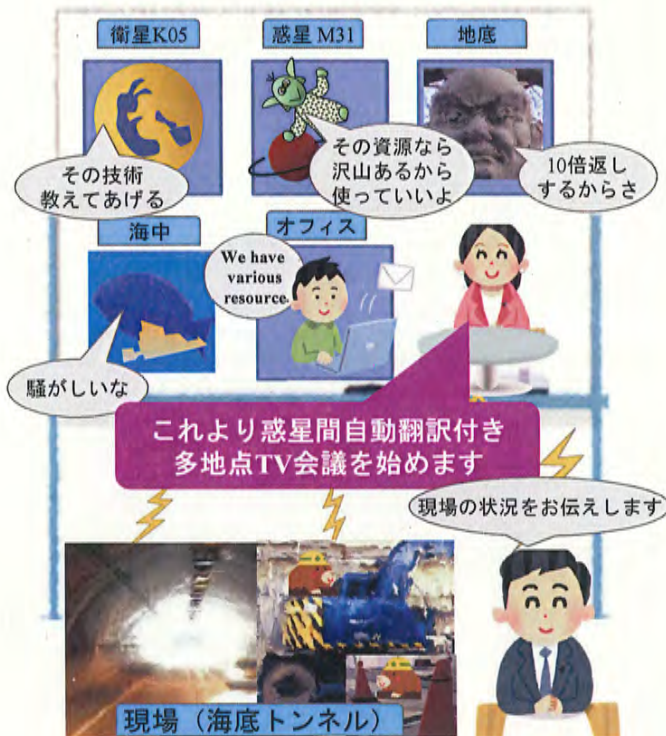 衛星K05
惑星 M31
地底
その技術
教えてあげる
その資源なら
沢山あるから
使っていいよ
10倍返し
するからさ
海中
オフィス
We have
various
resource.
騒がしいな
これより惑星間自動翻訳付き
多地点TV会議を始めます
現場の状況をお伝えします
現場（海底トンネル）